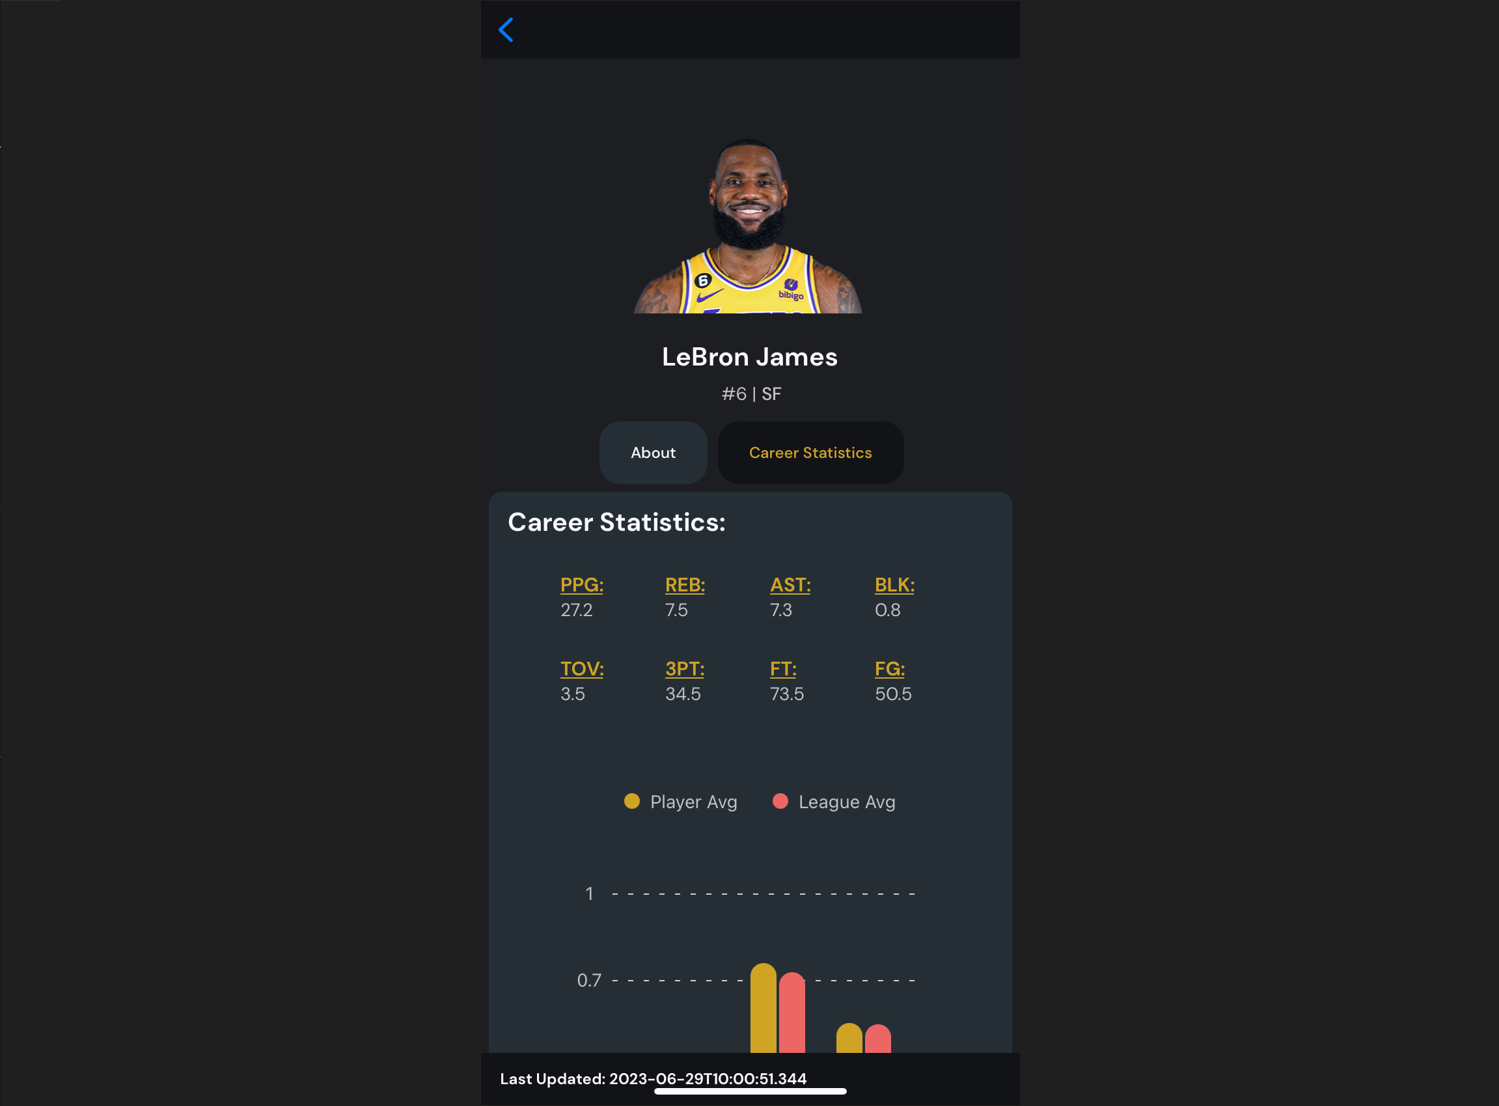 6
bibigo
LeBron James
#6 | SF
About
Career Statistics
Career Statistics:
PPG: REB: AST: BLK:
27.2 7.5 7.3 0.8
TOV: 3PT: FT: FG:
3.5 34.5 73.5 50.5
Player Avg League Avg
1
0.7
Last Updated: 2023-06-29T10:00:51.344